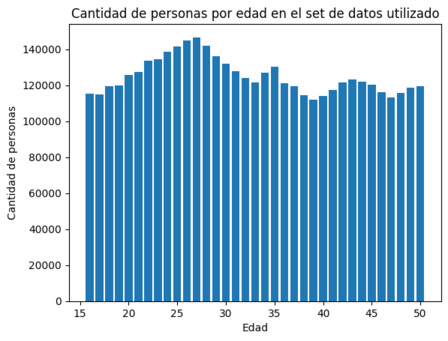 Cantidad de personas por edad en el set de datos utilizado
140000
120000
100000
80000
60000
40000
20000
0
Cantidad de personas
15 20 25 30 35 40 45 50
Edad